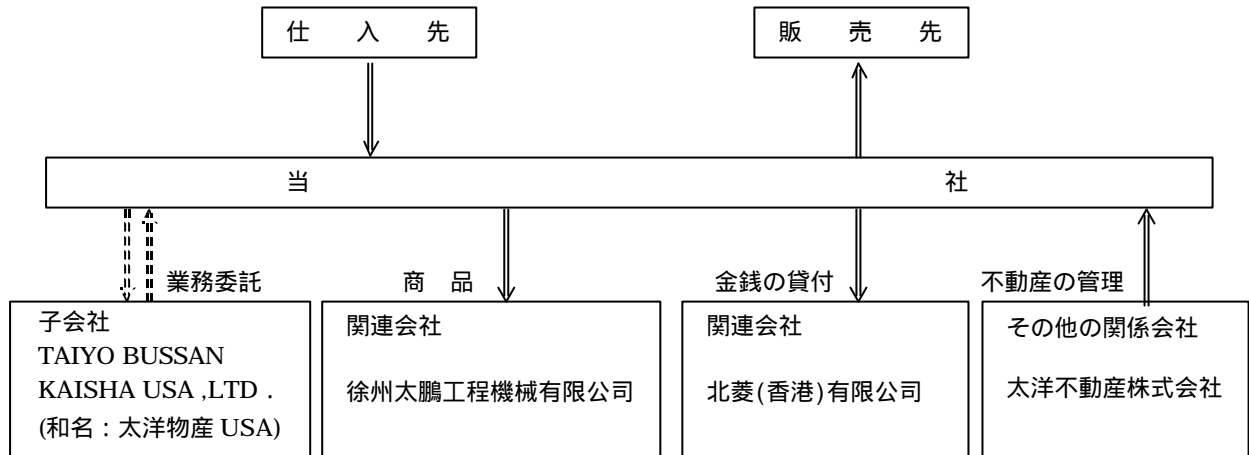 仕 入 先
販 売 先
当 社
業務委託
商 品
金銭の貸付
不動産の管理
子会社
TAIYO BUSSAN
KAISHA USA ,LTD .
(和名：太洋物産 USA)
関連会社
徐州太鵬工程機械有限公司
関連会社
北菱(香港)有限公司
その他の関係会社
太洋不動産株式会社